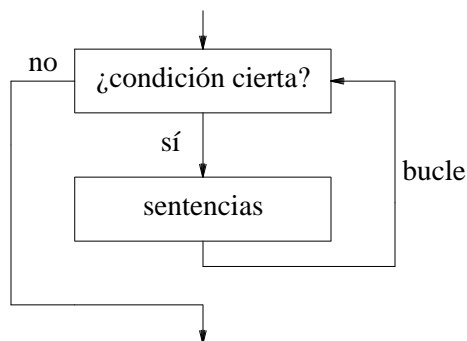 no
¿condición cierta?
sí
bucle
sentencias